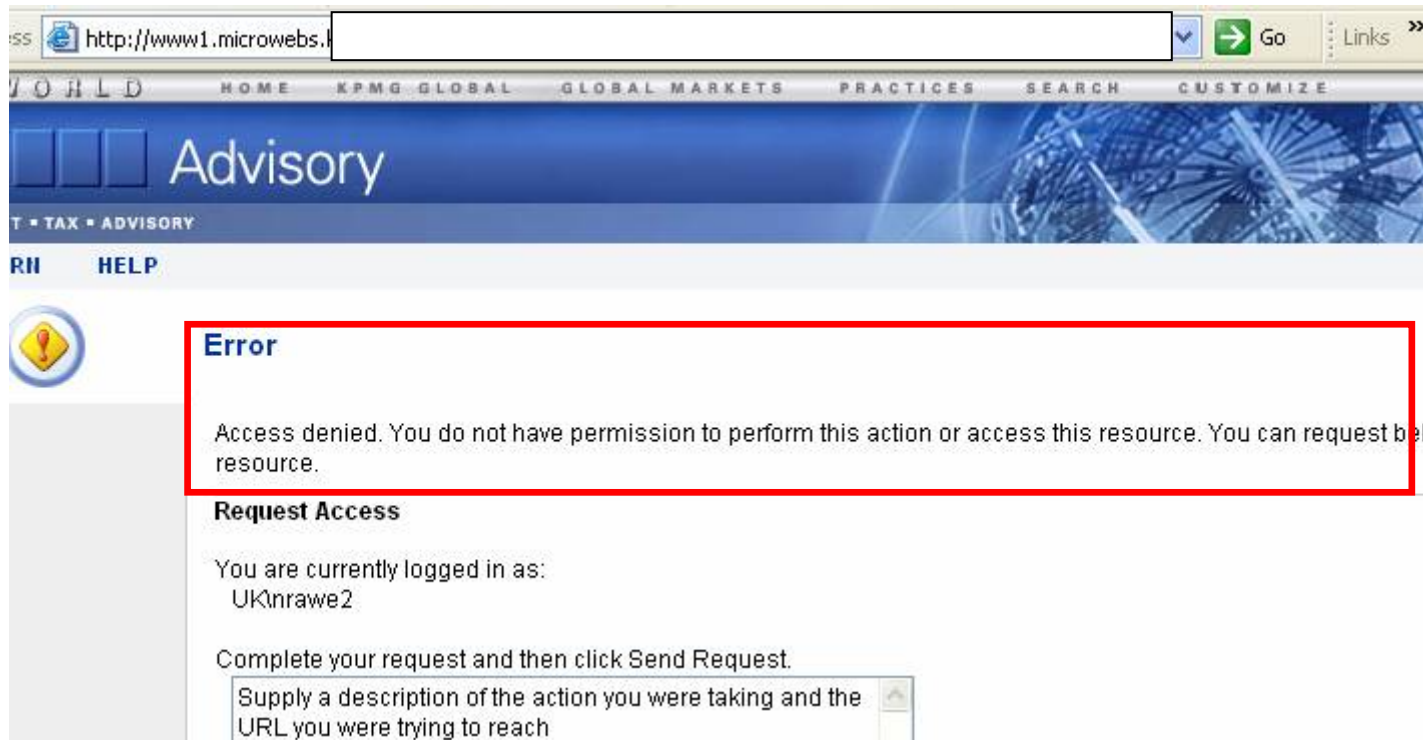 ss http://www1.microwebs.k Go Links »
WORLD HOME KPMG GLOBAL GLOBAL MARKETS PRACTICES SEARCH CUSTOMIZE
Advisory
T ▪ TAX ▪ ADVISORY
RN HELP
Error
Access denied. You do not have permission to perform this action or access this resource. You can request bel
resource.
Request Access
You are currently logged in as:
UK\nrawe2
Complete your request and then click Send Request.
Supply a description of the action you were taking and the
URL you were trying to reach